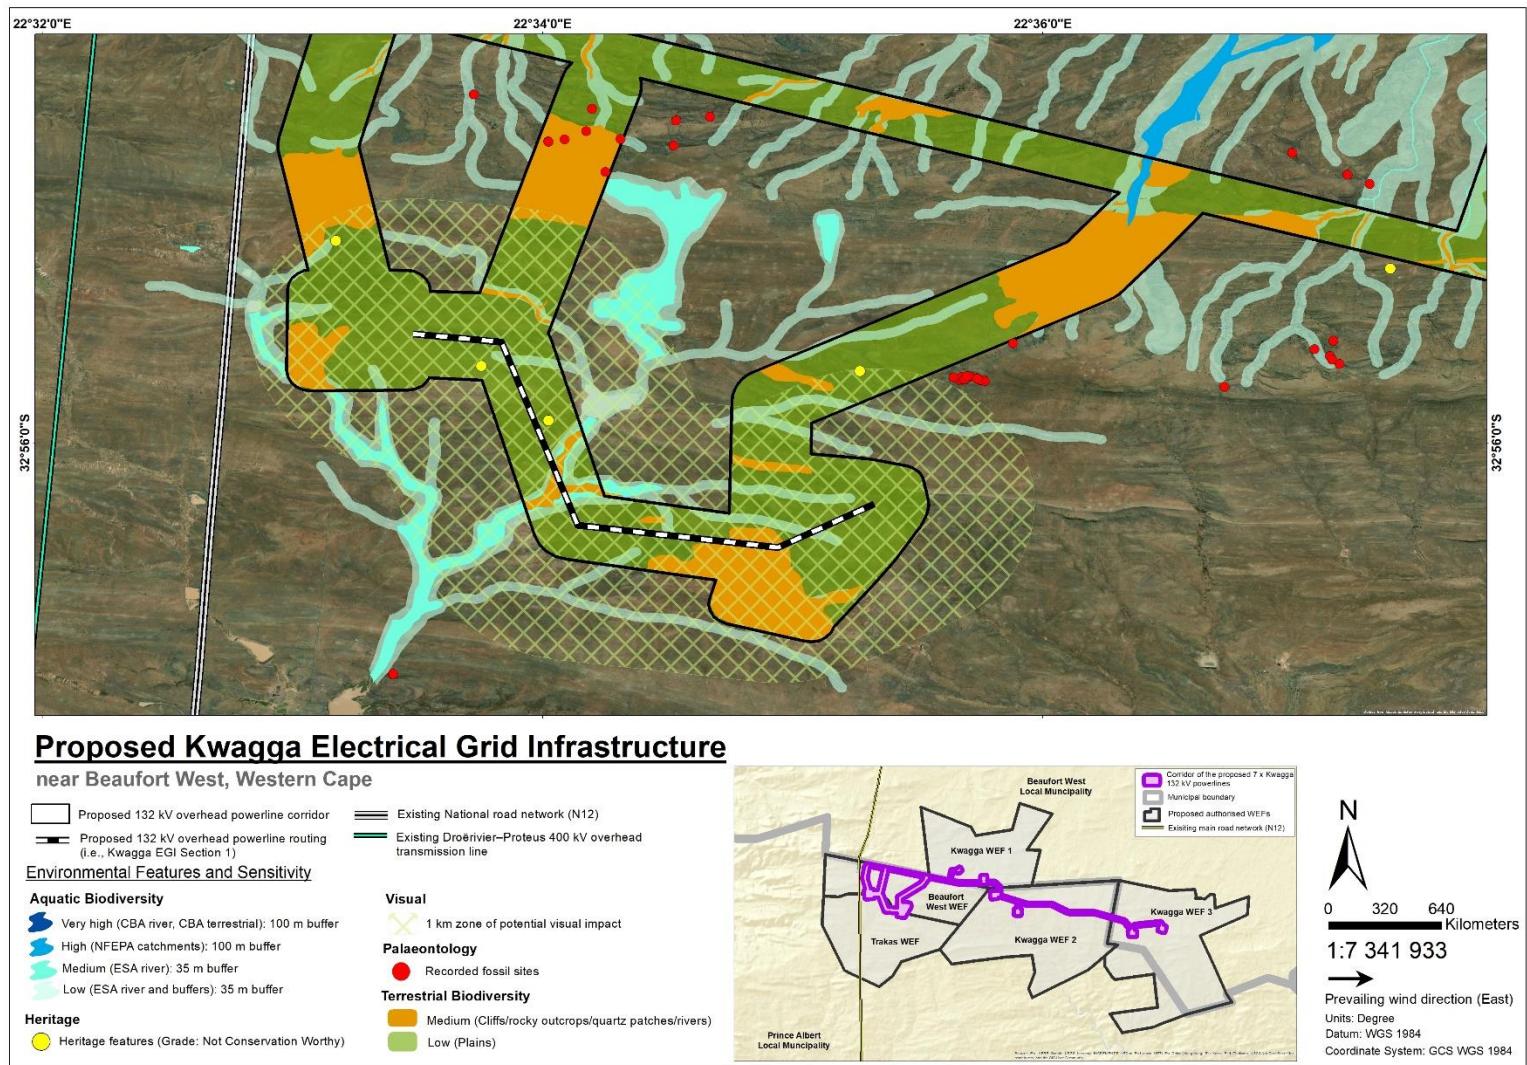 22°32'0"E
22°34'0"E
22°36'0"E
32°56'0"S
32°56'0"S
Proposed Kwagga Electrical Grid Infrastructure
near Beaufort West, Western Cape
Proposed 132 kV overhead powerline corridor
Proposed 132 kV overhead powerline routing
(i.e., Kwagga EGI Section 1)
Existing National road network (N12)
Existing Droërivier–Proteus 400 kV overhead
transmission line
Environmental Features and Sensitivity
Aquatic Biodiversity
Very high (CBA river, CBA terrestrial): 100 m buffer
High (NFEPA catchments): 100 m buffer
Medium (ESA river): 35 m buffer
Low (ESA river and buffers): 35 m buffer
Heritage
Heritage features (Grade: Not Conservation Worthy)
Visual
1 km zone of potential visual impact
Palaeontology
Recorded fossil sites
Terrestrial Biodiversity
Medium (Cliffs/rocky outcrops/quartz patches/rivers)
Low (Plains)
Beaufort West
Local Muncipality
Corridor of the proposed 7 x Kwagga
132 kV powerlines
Municipal boundary
Proposed authorised WEFs
Exisiting main road network (N12)
Kwagga WEF 1
Beaufort
West WEF
Kwagga WEF 3
Trakas WEF
Kwagga WEF 2
Prince Albert
Local Muncipality
N
0 320 640
Kilometers
1:7 341 933
Prevailing wind direction (East)
Units: Degree
Datum: WGS 1984
Coordinate System: GCS WGS 1984